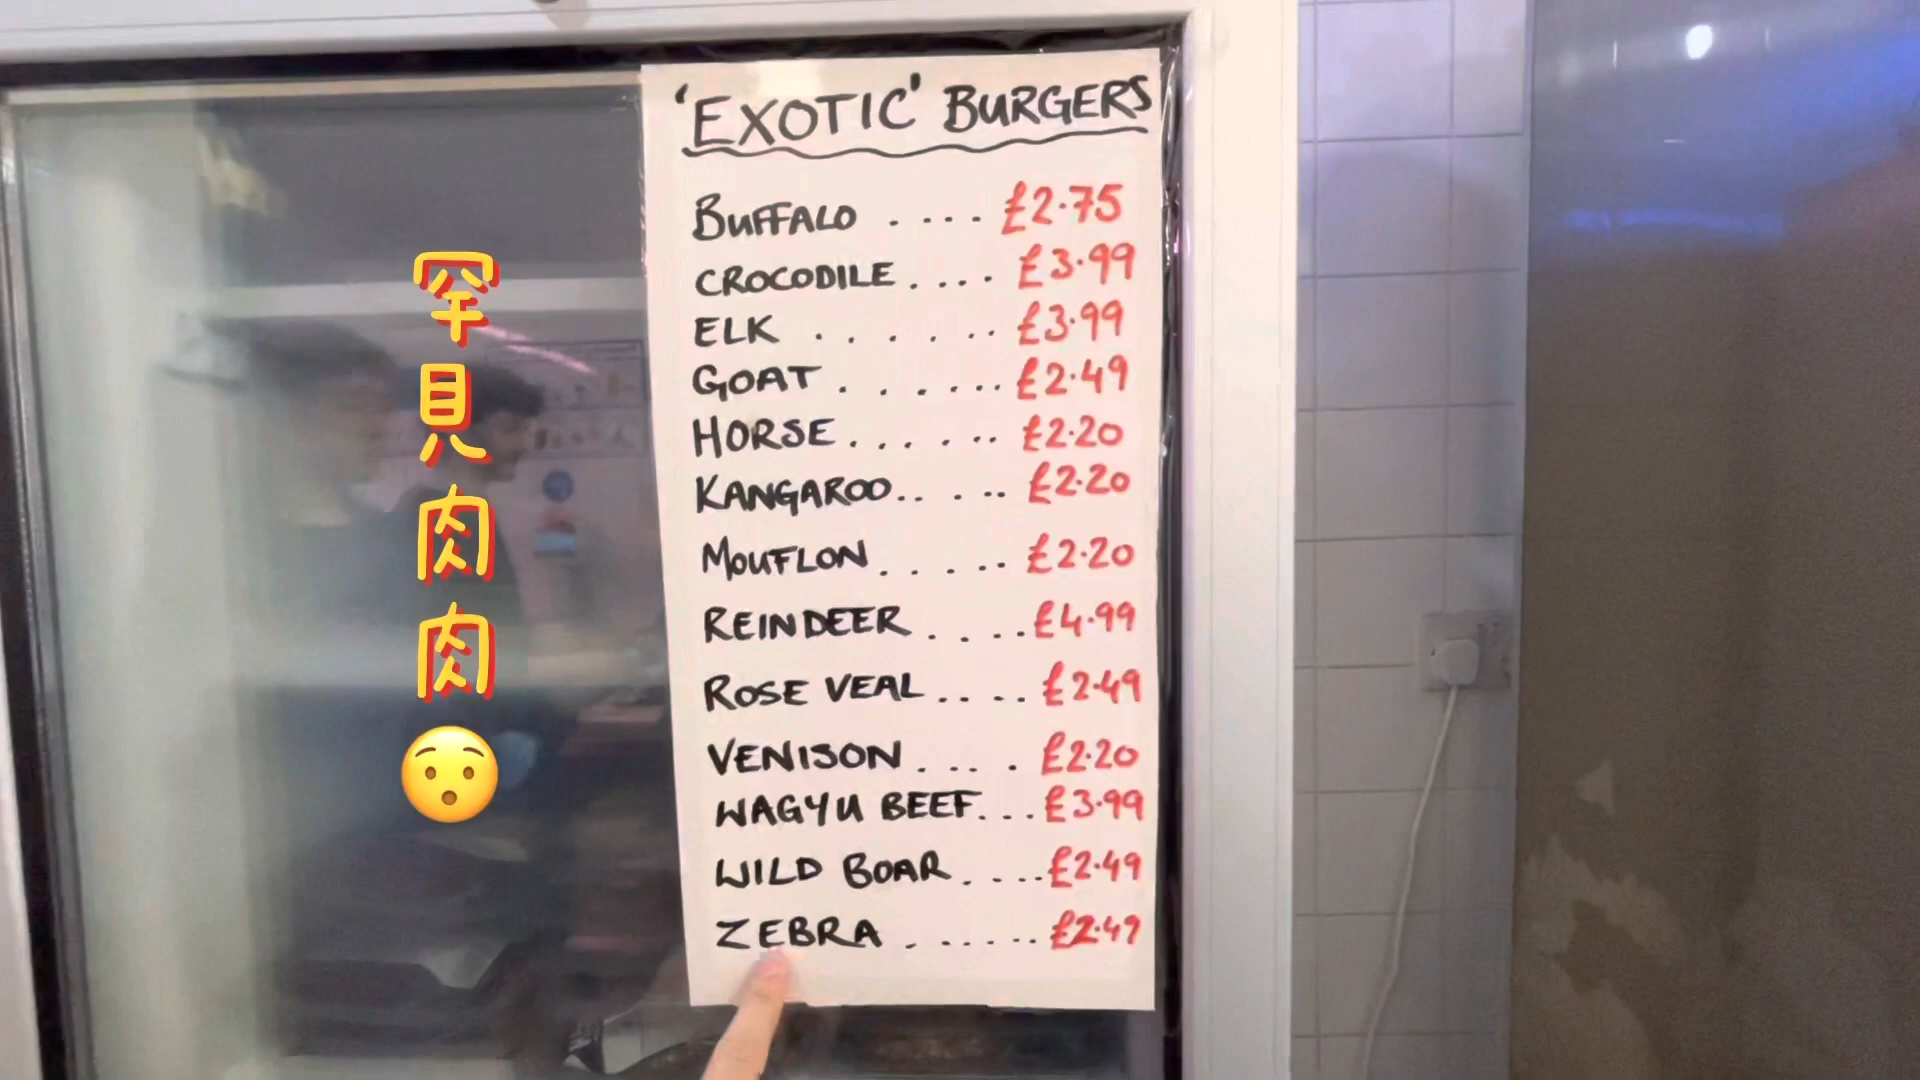 'EXOTIC' BURGERS
BUFFALO .... £2.75
CROCODILE .... £3.99
ELK ...... £3.99
GOAT ...... £2.49
HORSE ...... £2.20
KANGAROO ..... £2.20
MOUFLON ..... £2.20
REINDEER .... £4.99
ROSE VEAL .... £2.49
VENISON .... £2.20
WAGYU BEEF... £3.99
WILD BOAR .... £2.49
ZEBRA ...... £2.49
罕見肉肉